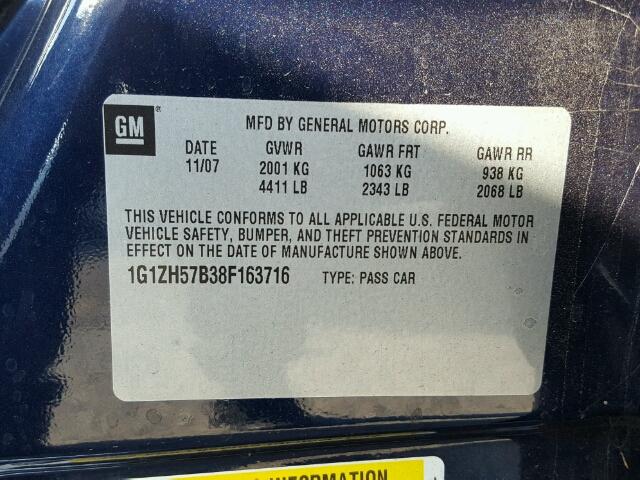 GM®
MFD BY GENERAL MOTORS CORP.
DATE GVWR GAWR FRT GAWR RR
11/07 2001 KG 1063 KG 938 KG
4411 LB 2343 LB 2068 LB
THIS VEHICLE CONFORMS TO ALL APPLICABLE U.S. FEDERAL MOTOR
VEHICLE SAFETY, BUMPER, AND THEFT PREVENTION STANDARDS IN
EFFECT ON THE DATE OF MANUFACTURE SHOWN ABOVE.
1G1ZH57B38F163716 TYPE: PASS CAR
INFORMATION